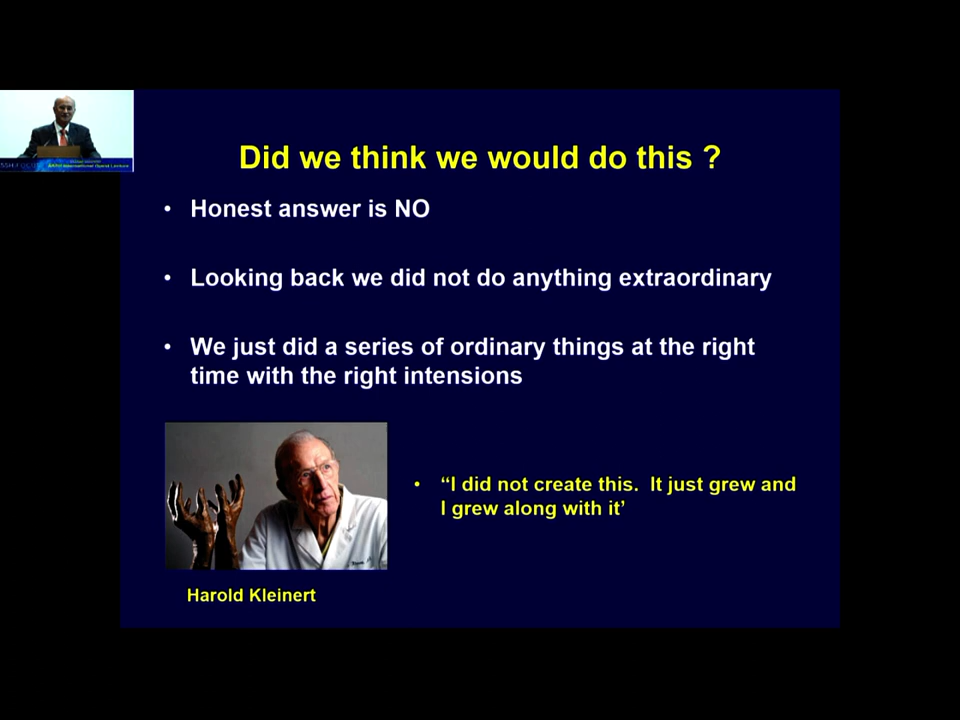 Did we think we would do this ?
• Honest answer is NO
• Looking back we did not do anything extraordinary
• We just did a series of ordinary things at the right
time with the right intensions
• “I did not create this. It just grew and
I grew along with it’
Harold Kleinert